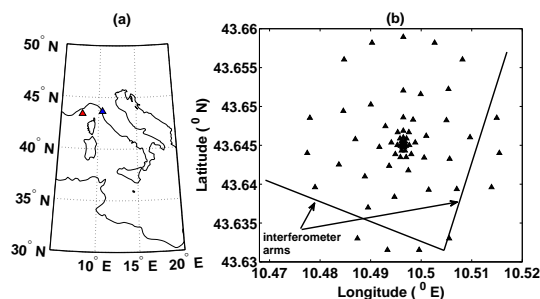 (a)
50° N
45° N
40° N
35° N
30° N
10° E
15° E
20° E
(b)
Latitude ( ⁰ N)
43.66
43.655
43.65
43.645
43.64
43.635
43.63
interferometer
arms
10.47
10.48
10.49
10.5
10.51
10.52
Longitude ( ⁰ E)